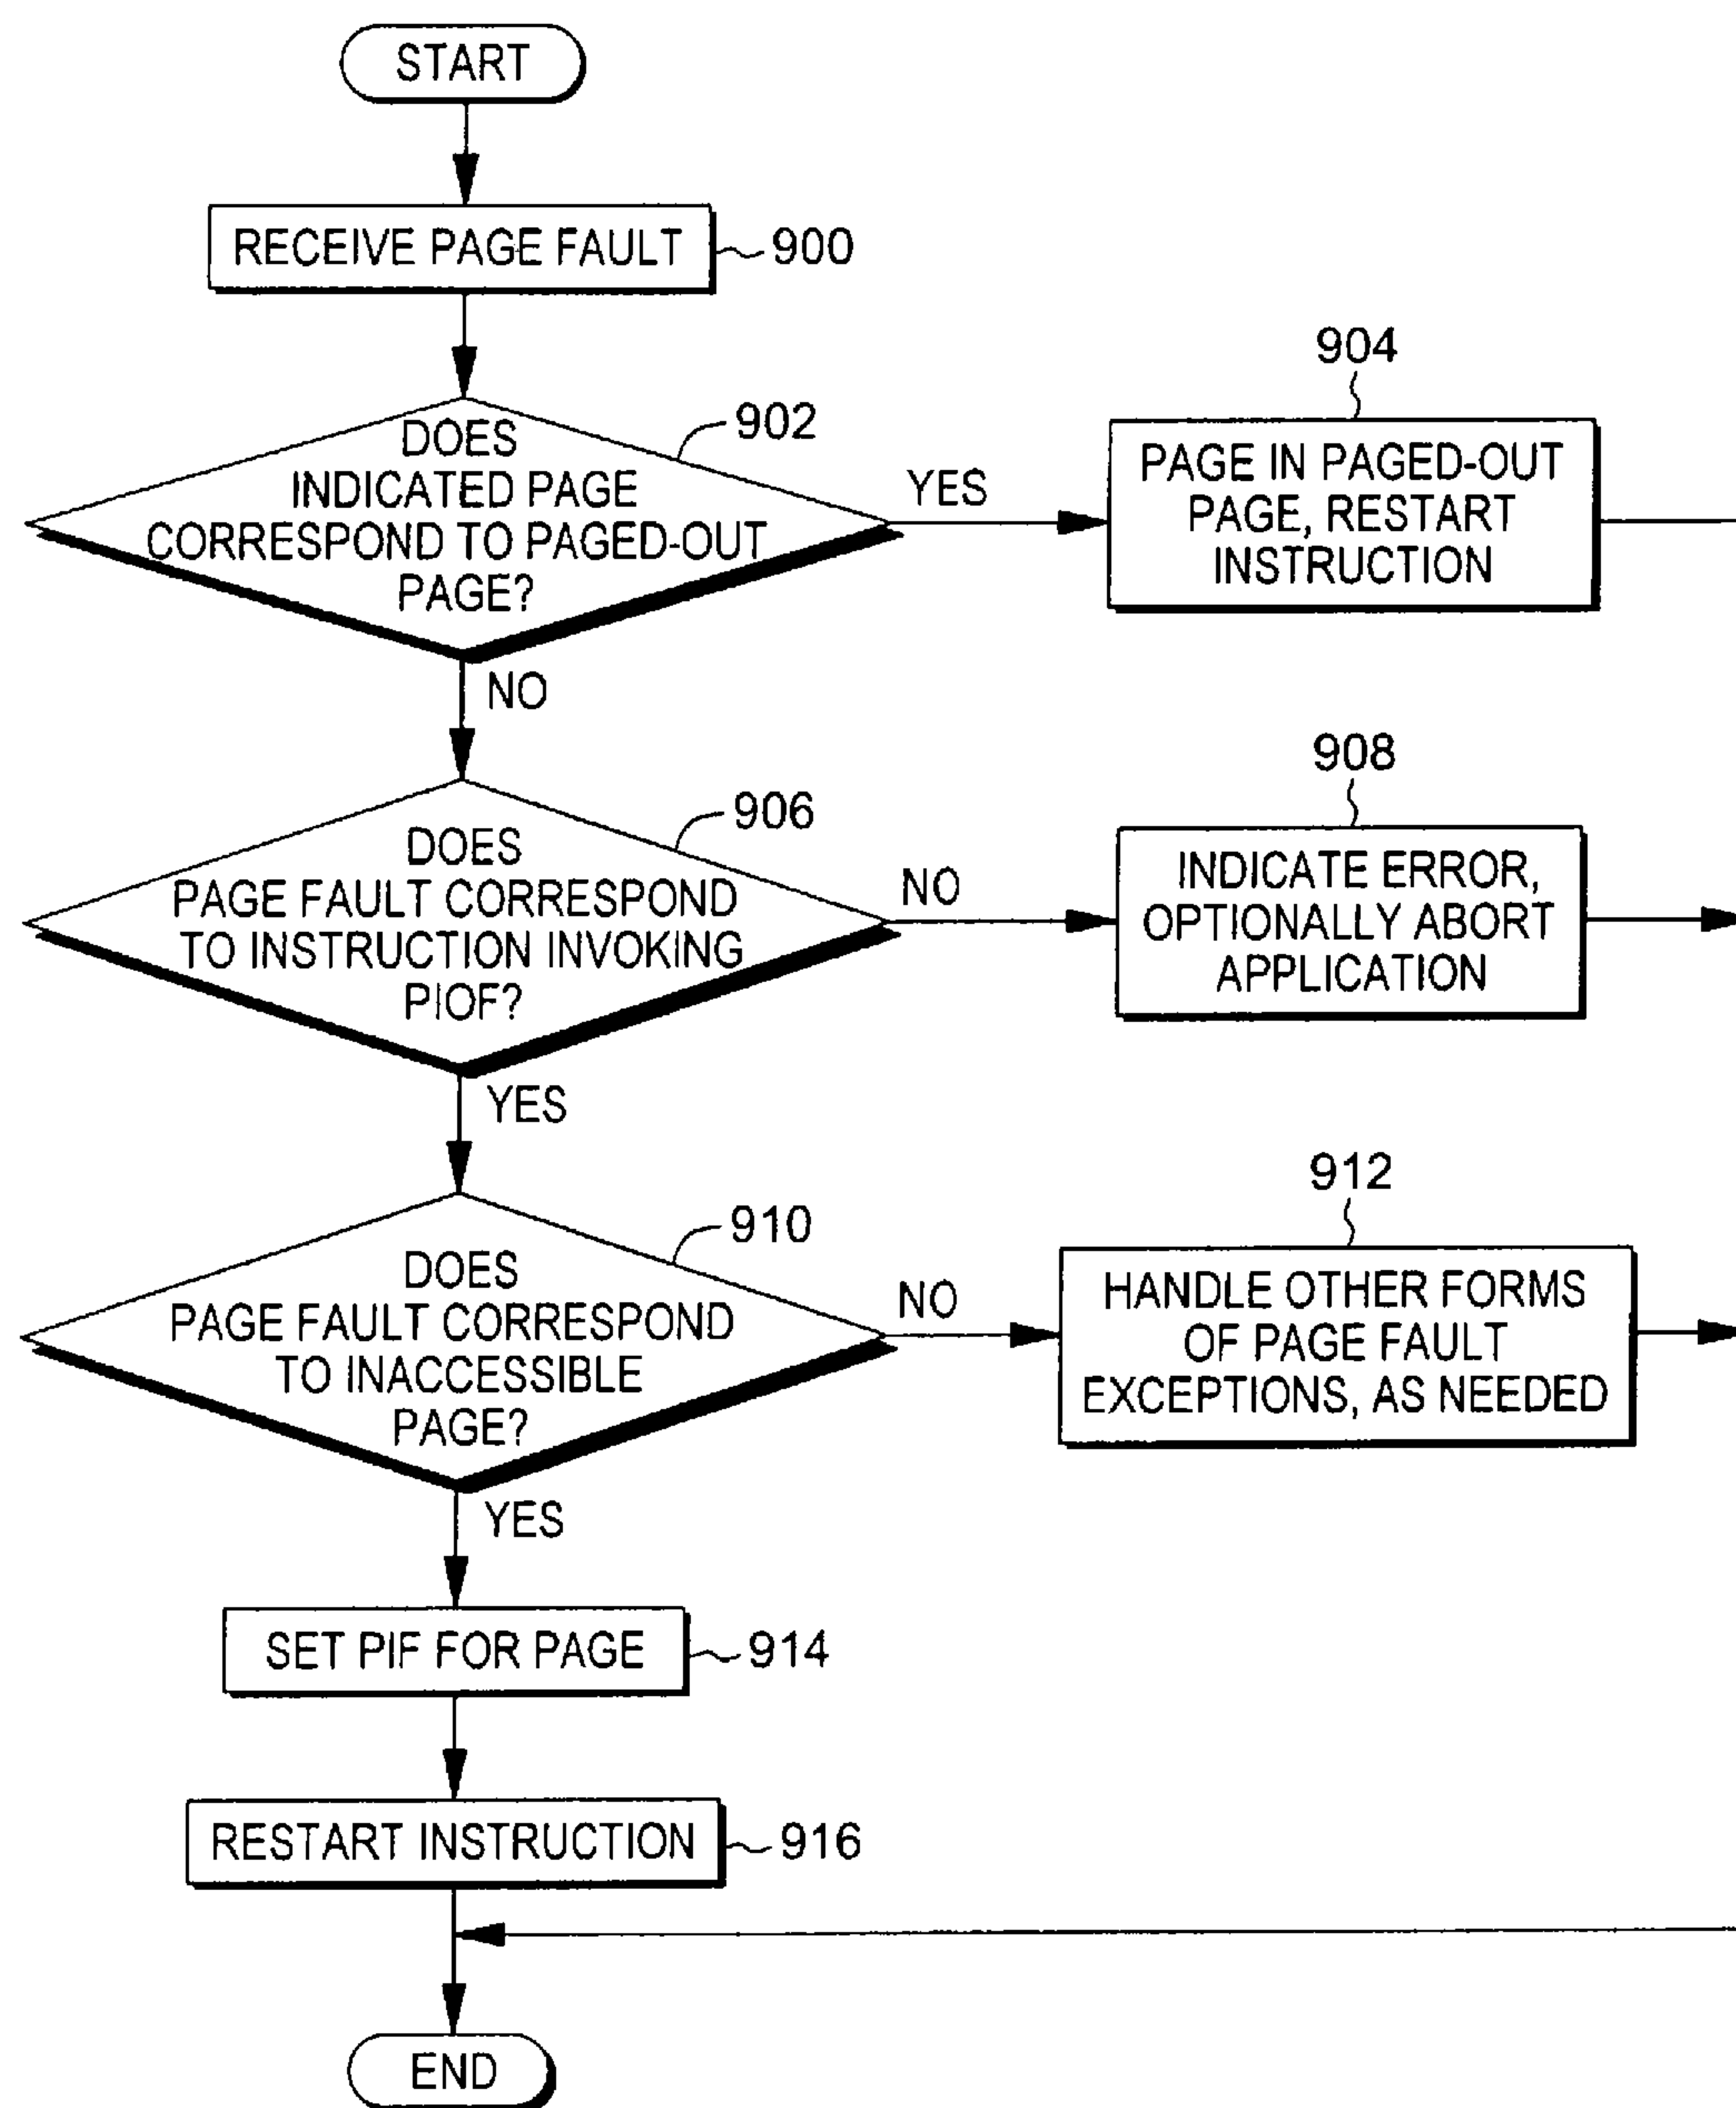 START
RECEIVE PAGE FAULT
900
DOES
INDICATED PAGE
CORRESPOND TO PAGED-OUT
PAGE?
902
YES
904
PAGE IN PAGED-OUT
PAGE, RESTART
INSTRUCTION
NO
DOES
PAGE FAULT CORRESPOND
TO INSTRUCTION INVOKING
PIOF?
906
NO
908
INDICATE ERROR,
OPTIONALLY ABORT
APPLICATION
YES
DOES
PAGE FAULT CORRESPOND
TO INACCESSIBLE
PAGE?
910
NO
912
HANDLE OTHER FORMS
OF PAGE FAULT
EXCEPTIONS, AS NEEDED
YES
SET PIF FOR PAGE
914
RESTART INSTRUCTION
916
END